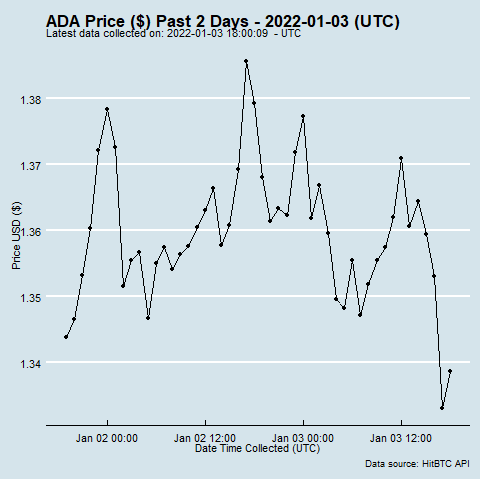 ADA Price ($) Past 2 Days - 2022-01-03 (UTC)
Latest data collected on: 2022-01-03 18:00:09  - UTC
1.38
1.37
1.36
1.35
1.34
Price USD ($)
Jan 02 00:00
Jan 02 12:00
Jan 03 00:00
Jan 03 12:00
Date Time Collected (UTC)
Data source: HitBTC API